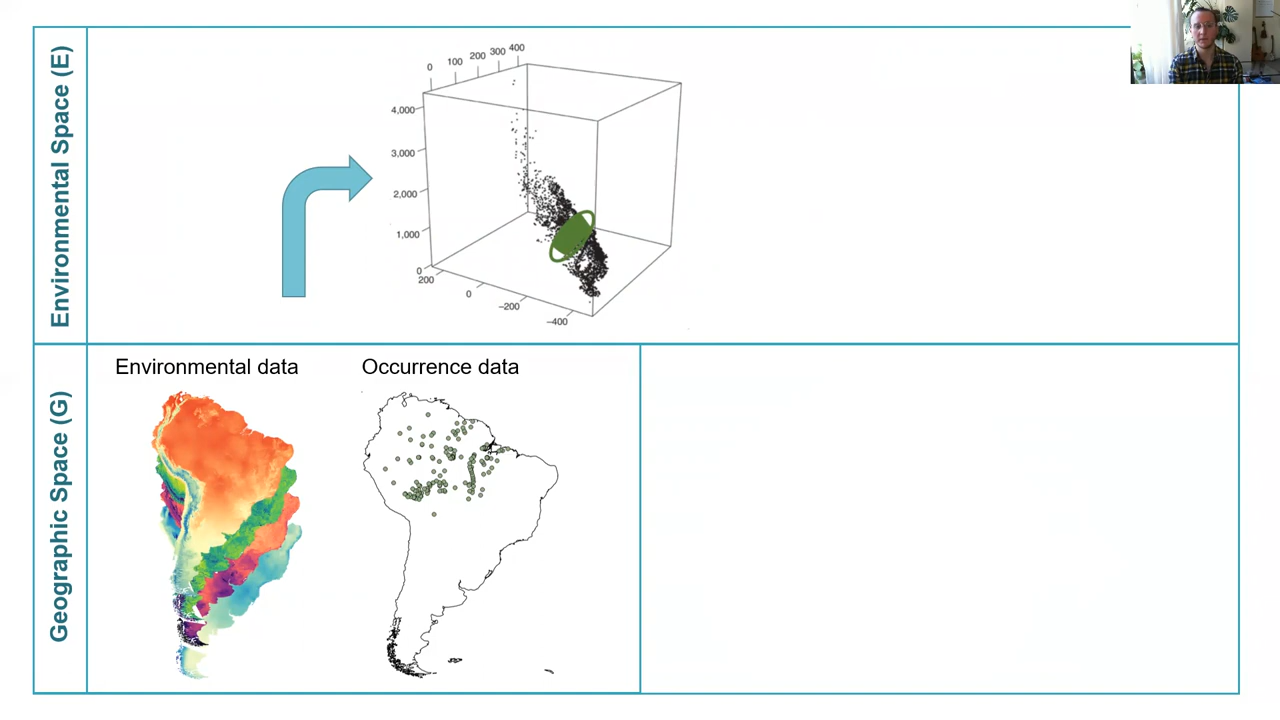 Environmental Space (E)
0 100 200 300 400
4,000
3,000
2,000
1,000
0
200
0
−200
−400
Geographic Space (G)
Environmental data
Occurrence data